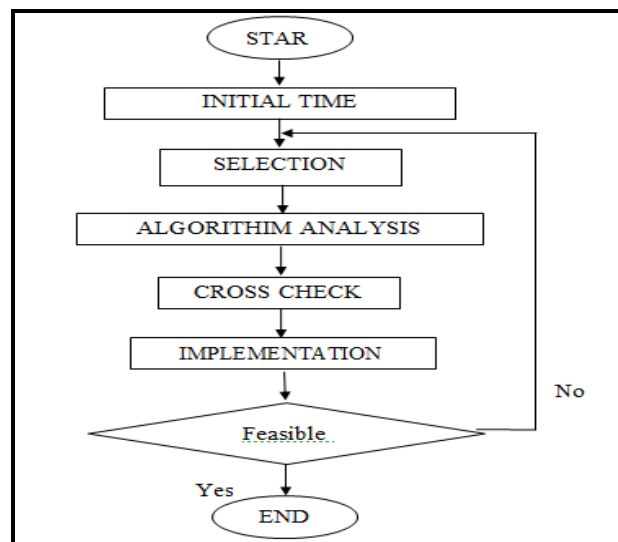 STAR
INITIAL TIME
SELECTION
ALGORITHIM ANALYSIS
CROSS CHECK
IMPLEMENTATION
No
Feasible
Yes
END